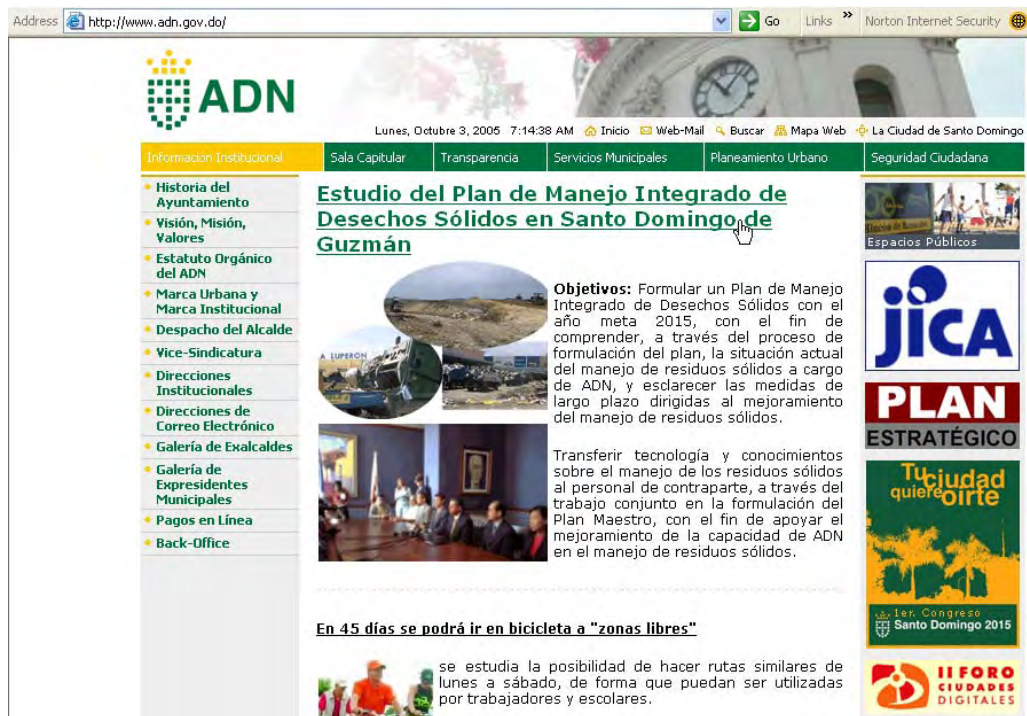 Address http://www.adn.gov.do/ Go Links » Norton Internet Security
ADN
Lunes, Octubre 3, 2005 7:14:38 AM Inicio Web-Mail Buscar Mapa Web La Ciudad de Santo Domingo
Informacion Institucional Sala Capitular Transparencia Servicios Municipales Planeamiento Urbano Seguridad Ciudadana
Historia del
Ayuntamiento
Visión, Misión,
Valores
Estatuto Orgánico
del ADN
Marca Urbana y
Marca Institucional
Despacho del Alcalde
Vice-Sindicatura
Direcciones
Institucionales
Direcciones de
Correo Electrónico
Galería de Exalcaldes
Galería de
Expresidentes
Municipales
Pagos en Línea
Back-Office
Estudio del Plan de Manejo Integrado de
Desechos Sólidos en Santo Domingo de
Guzmán
A LUPERON
Objetivos: Formular un Plan de Manejo
Integrado de Desechos Sólidos con el
año meta 2015, con el fin de
comprender, a través del proceso de
formulación del plan, la situación actual
del manejo de residuos sólidos a cargo
de ADN, y esclarecer las medidas de
largo plazo dirigidas al mejoramiento
del manejo de residuos sólidos.
Transferir tecnología y conocimientos
sobre el manejo de los residuos sólidos
al personal de contraparte, a través del
trabajo conjunto en la formulación del
Plan Maestro, con el fin de apoyar el
mejoramiento de la capacidad de ADN
en el manejo de residuos sólidos.
En 45 días se podrá ir en bicicleta a "zonas libres"
se estudia la posibilidad de hacer rutas similares de
lunes a sábado, de forma que puedan ser utilizadas
por trabajadores y escolares.
Espacios Públicos
jICA
PLAN
ESTRATÉGICO
Tu ciudad
quiere oirte
1er. Congreso
Santo Domingo 2015
II FORO
CIUDADES
DIGITALES